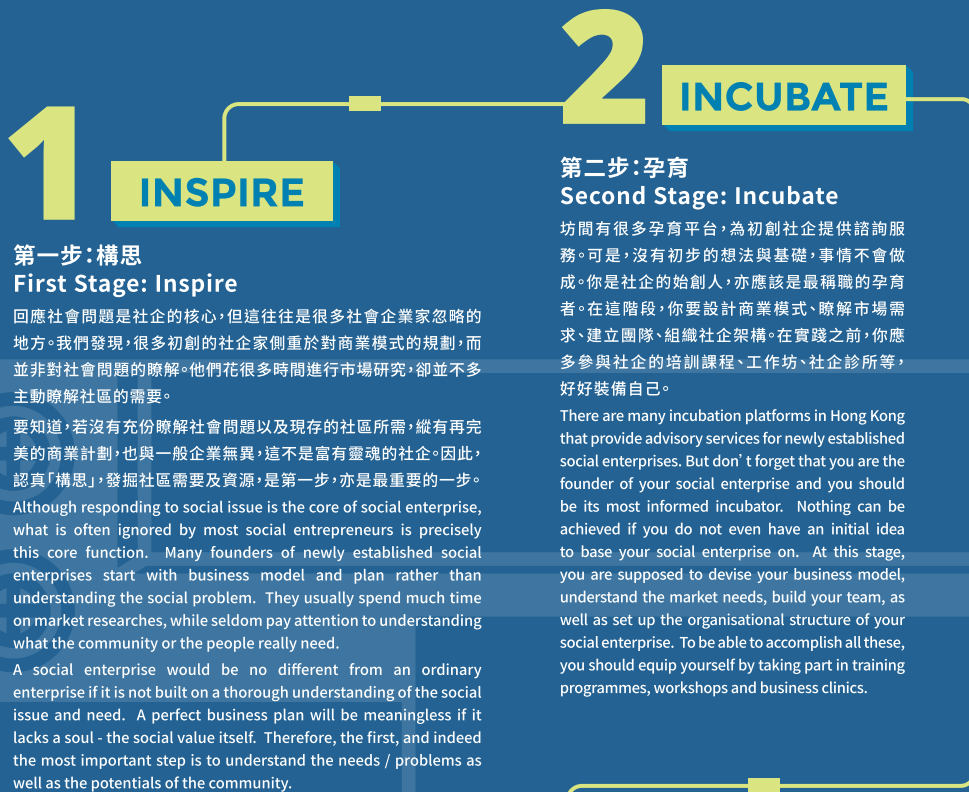 1
INSPIRE
第一步：構思
First Stage: Inspire
回應社會問題是社企的核心，但這往往是很多社會企業家忽略的
地方。我們發現，很多初創的社企家側重於對商業模式的規劃，而
並非對社會問題的瞭解。他們花很多時間進行市場研究，卻並不多
主動瞭解社區的需要。
要知道，若沒有充份瞭解社會問題以及現存的社區所需，縱有再完
美的商業計劃，也與一般企業無異，這不是富有靈魂的社企。因此，
認真「構思」，發掘社區需要及資源，是第一步，亦是最重要的一步。
Although responding to social issue is the core of social enterprise,
what is often ignored by most social entrepreneurs is precisely
this core function.  Many founders of newly established social
enterprises start with business model and plan rather than
understanding the social problem.  They usually spend much time
on market researches, while seldom pay attention to understanding
what the community or the people really need.
A social enterprise would be no different from an ordinary
enterprise if it is not built on a thorough understanding of the social
issue and need.  A perfect business plan will be meaningless if it
lacks a soul - the social value itself.  Therefore, the first, and indeed
the most important step is to understand the needs / problems as
well as the potentials of the community.
2
INCUBATE
第二步：孕育
Second Stage: Incubate
坊間有很多孕育平台，為初創社企提供諮詢服
務。可是，沒有初步的想法與基礎，事情不會做
成。你是社企的始創人，亦應該是最稱職的孕育
者。在這階段，你要設計商業模式、瞭解市場需
求、建立團隊、組織社企架構。在實踐之前，你應
多參與社企的培訓課程、工作坊、社企診所等，
好好裝備自己。
There are many incubation platforms in Hong Kong
that provide advisory services for newly established
social enterprises. But don’t forget that you are the
founder of your social enterprise and you should
be its most informed incubator.  Nothing can be
achieved if you do not even have an initial idea
to base your social enterprise on.  At this stage,
you are supposed to devise your business model,
understand the market needs, build your team, as
well as set up the organisational structure of your
social enterprise.  To be able to accomplish all these,
you should equip yourself by taking part in training
programmes, workshops and business clinics.